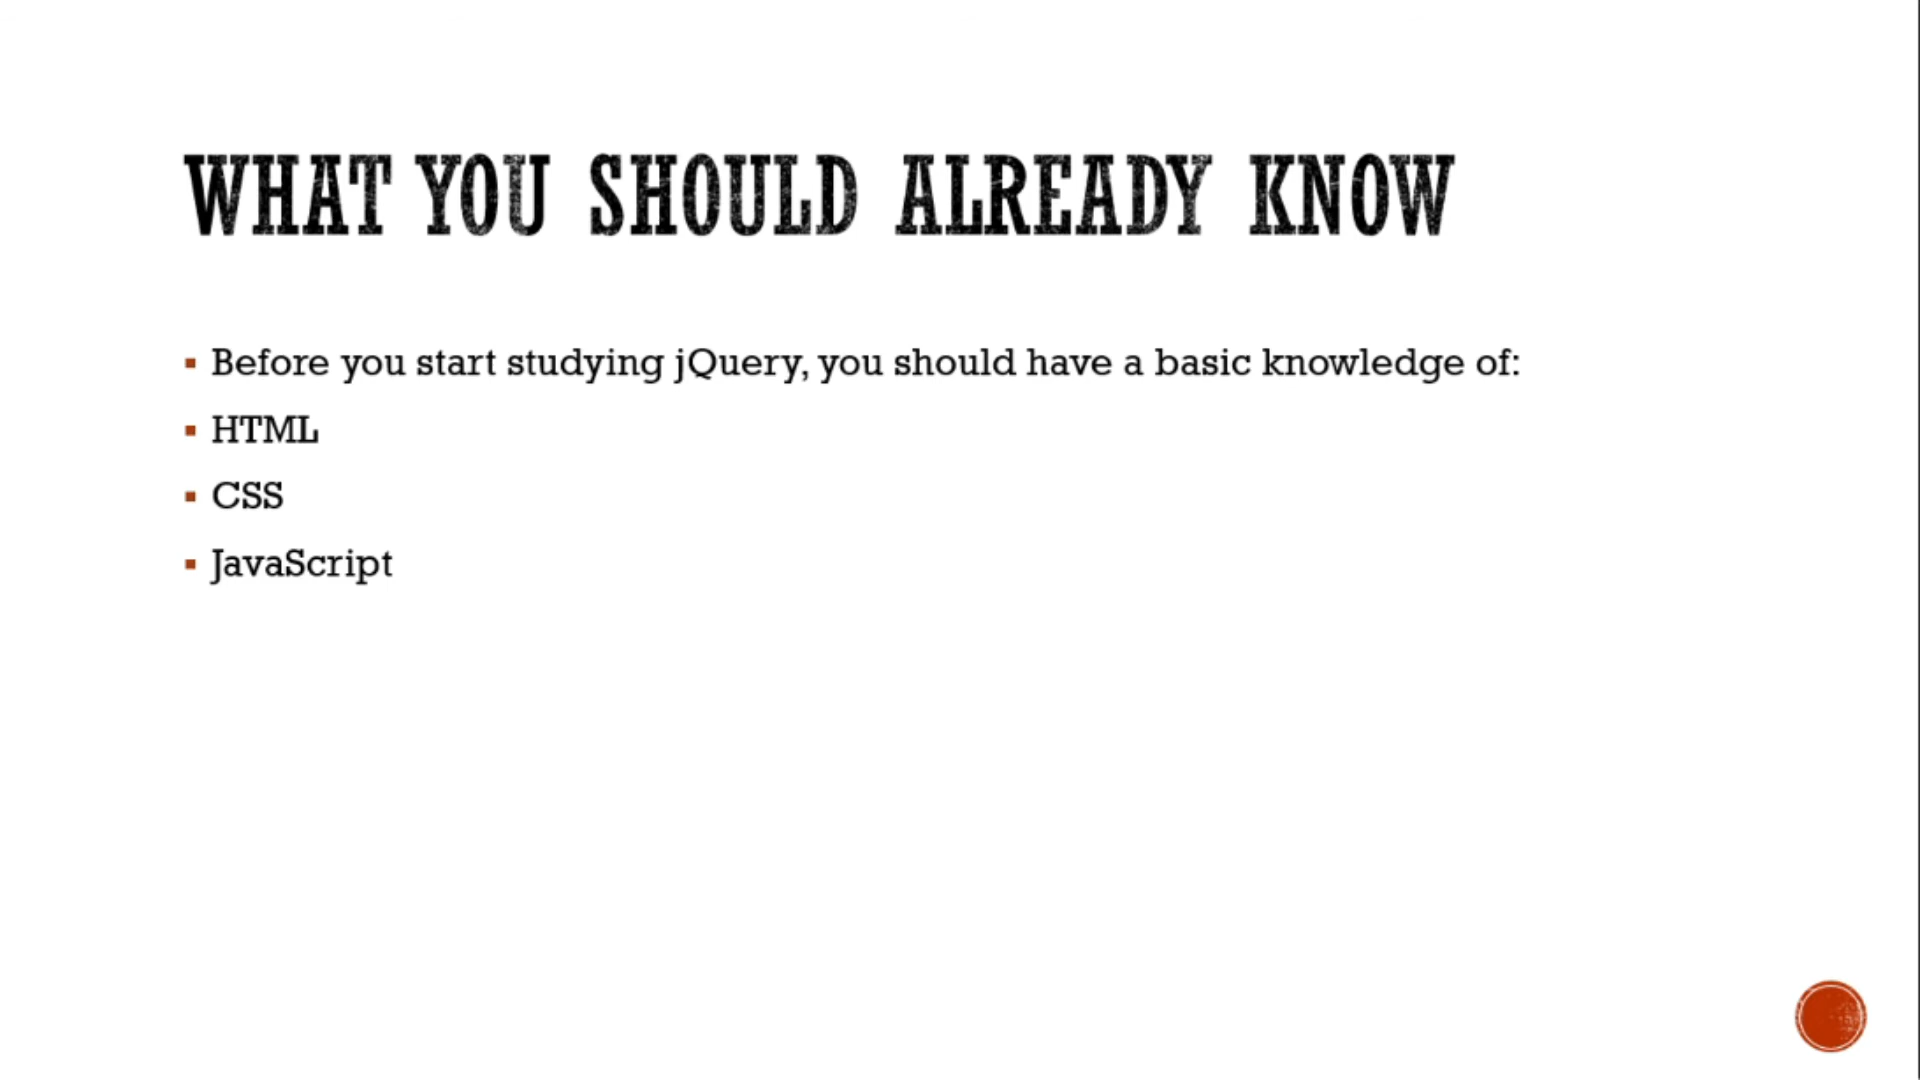 WHAT YOU SHOULD ALREADY KNOW
Before you start studying jQuery, you should have a basic knowledge of:
HTML
CSS
JavaScript